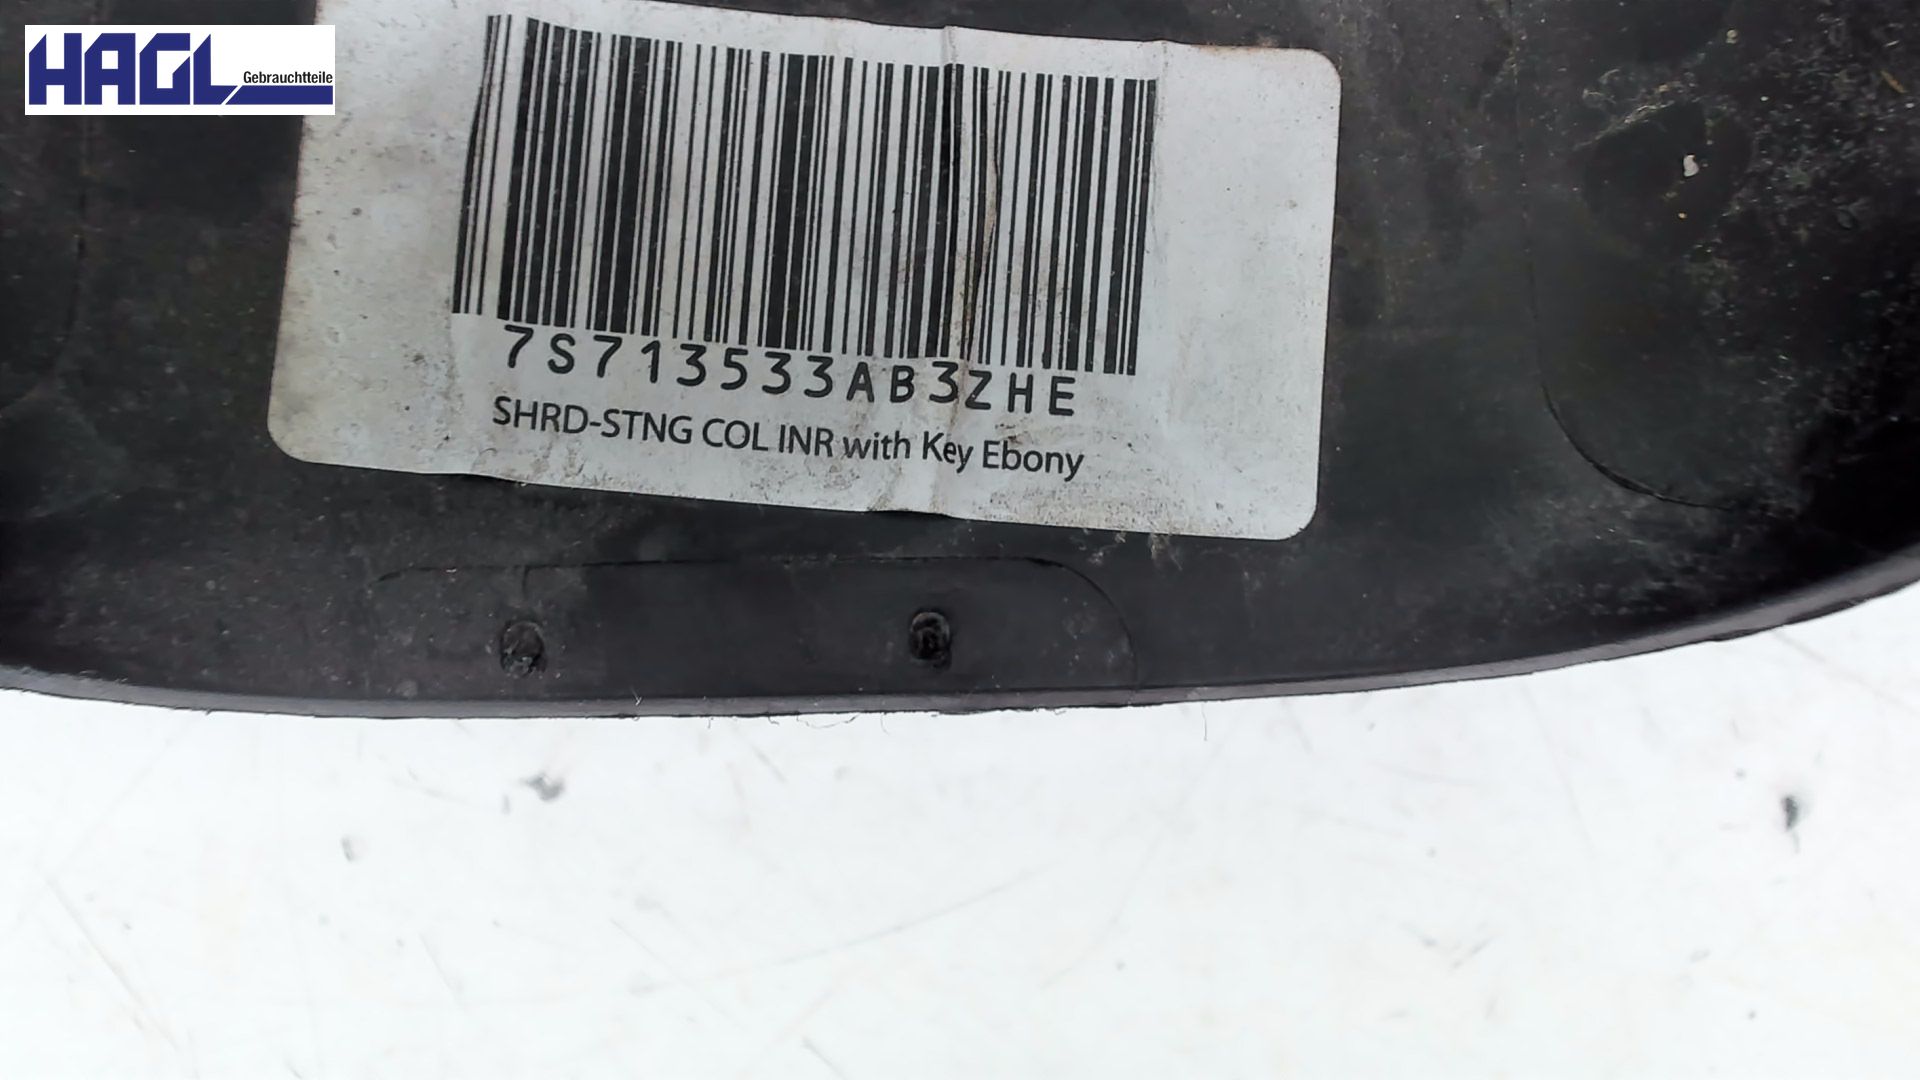 HAGL
Gebrauchtteile
7S713533AB3ZHE
SHRD-STNG COL INR with Key Ebony